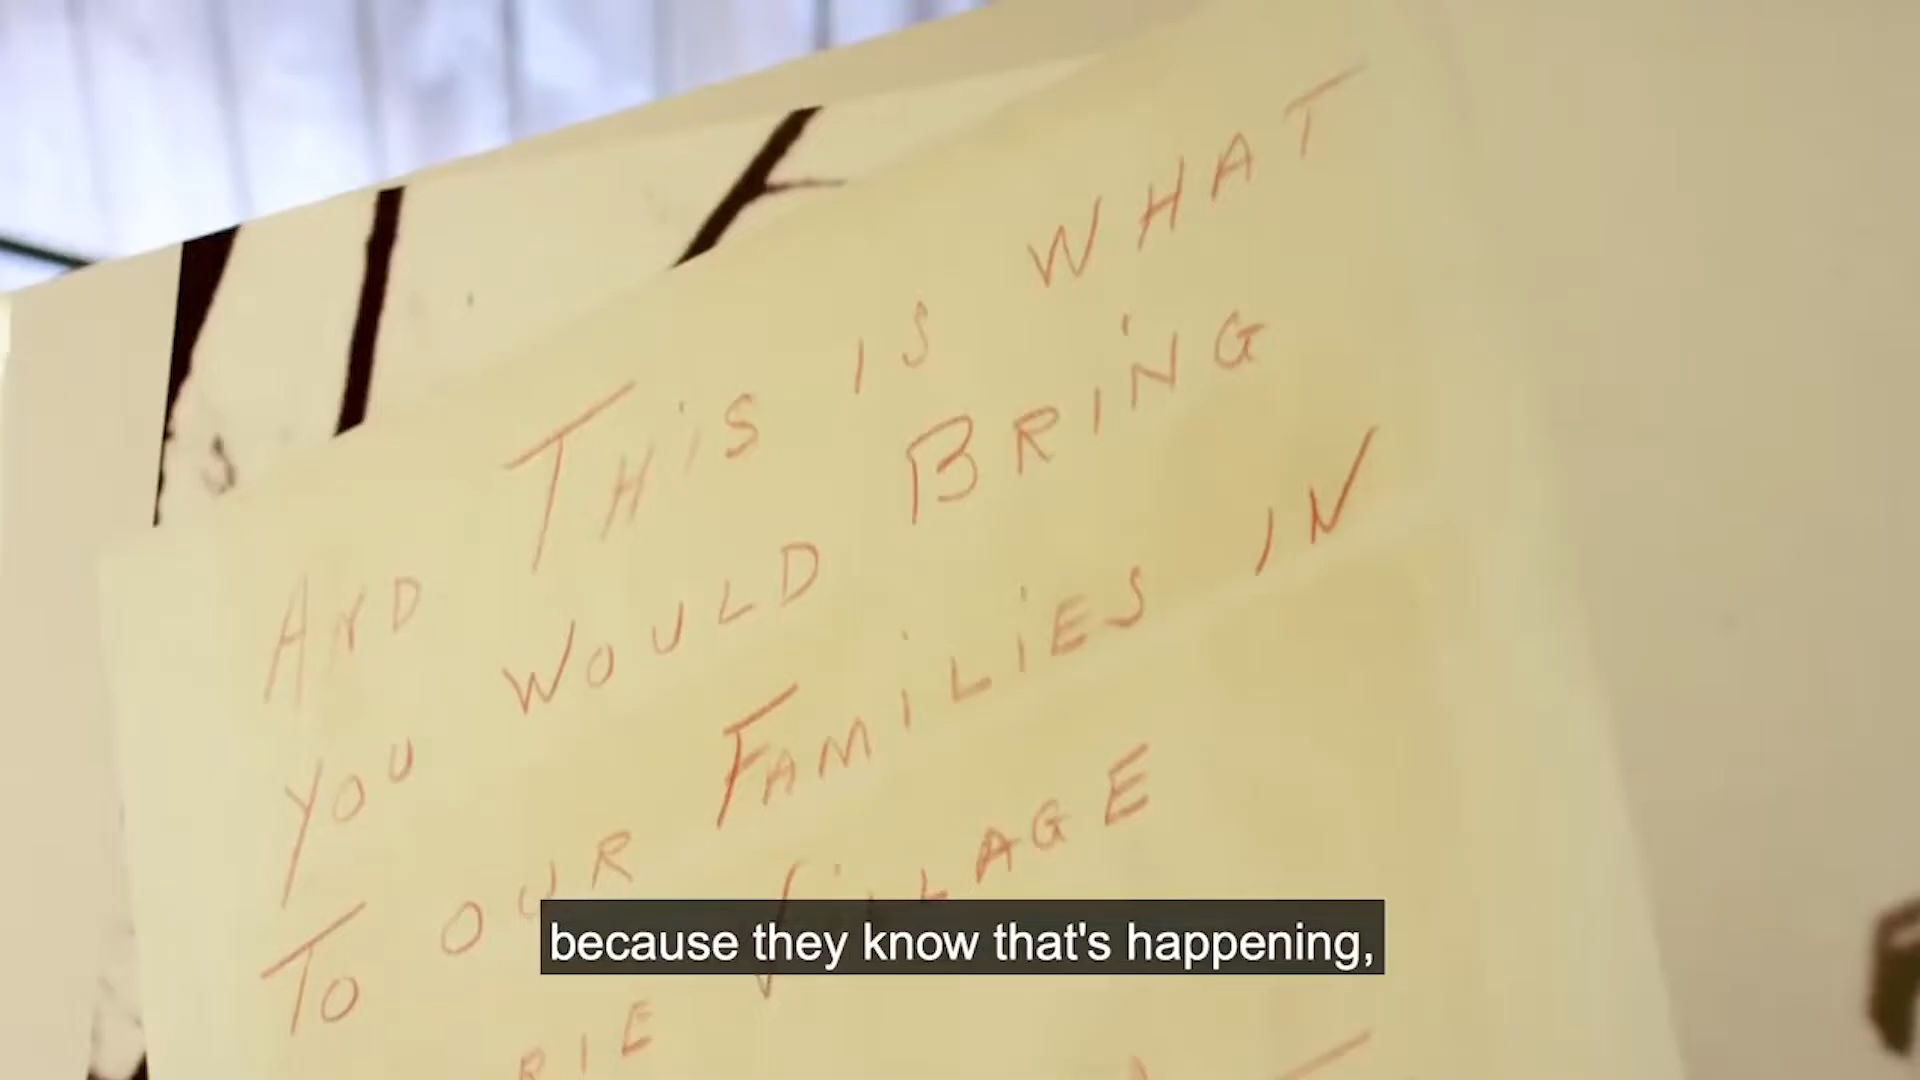 AND THIS IS WHAT
YOU WOULD BRING
TO OUR FAMILIES IN
VILLAGE
because they know that's happening,